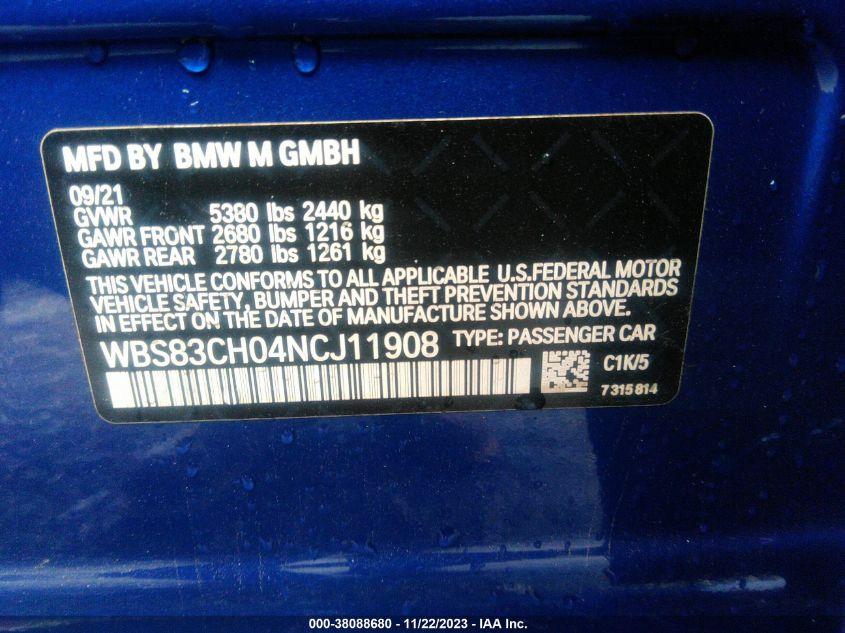 MFD BY BMW M GMBH
09/21
GVWR 5380 lbs 2440 kg
GAWR FRONT 2680 lbs 1216 kg
GAWR REAR 2780 lbs 1261 kg
THIS VEHICLE CONFORMS TO ALL APPLICABLE U.S.FEDERAL MOTOR
VEHICLE SAFETY, BUMPER AND THEFT PREVENTION STANDARDS
IN EFFECT ON THE DATE OF MANUFACTURE SHOWN ABOVE.
WBS83CH04NCJ11908 TYPE: PASSENGER CAR
C1K/5
7 315 814
000-38088680 - 11/22/2023 - IAA Inc.